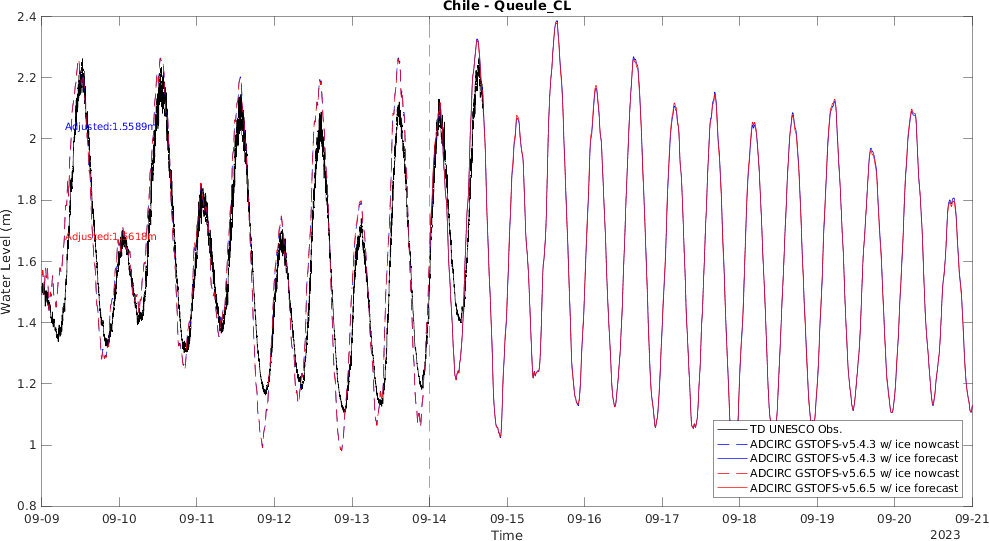 Chile - Queule_CL
2.4
2.2
2
1.8
1.6
1.4
1.2
1
0.8
Water Level (m)
Adjusted:1.5589m
Adjusted:1.5618m
TD UNESCO Obs.
ADCIRC GSTOFS-v5.4.3 w/ ice nowcast
ADCIRC GSTOFS-v5.4.3 w/ ice forecast
ADCIRC GSTOFS-v5.6.5 w/ ice nowcast
ADCIRC GSTOFS-v5.6.5 w/ ice forecast
09-09 09-10 09-11 09-12 09-13 09-14 09-15 09-16 09-17 09-18 09-19 09-20 09-21
Time
2023